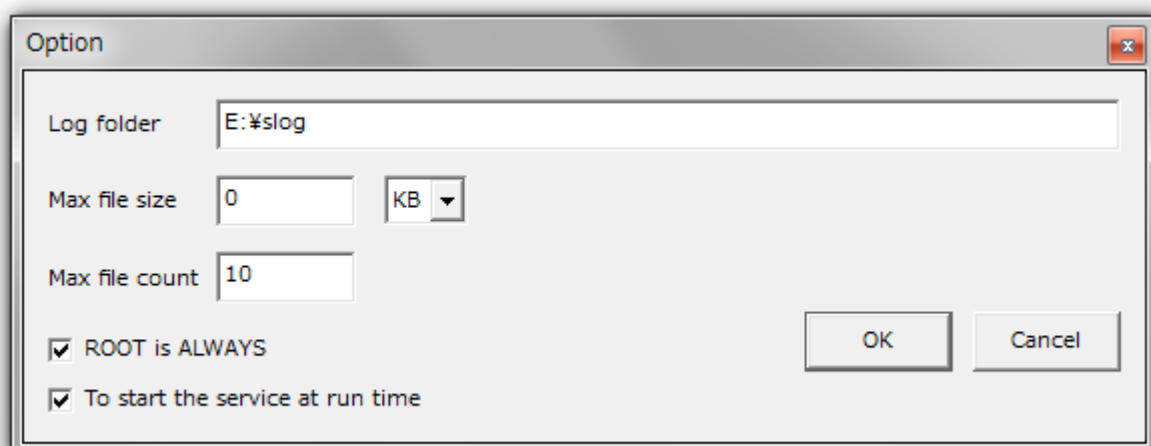 Option
Log folder E:¥slog
Max file size 0 KB
Max file count 10
ROOT is ALWAYS
OK Cancel
To start the service at run time